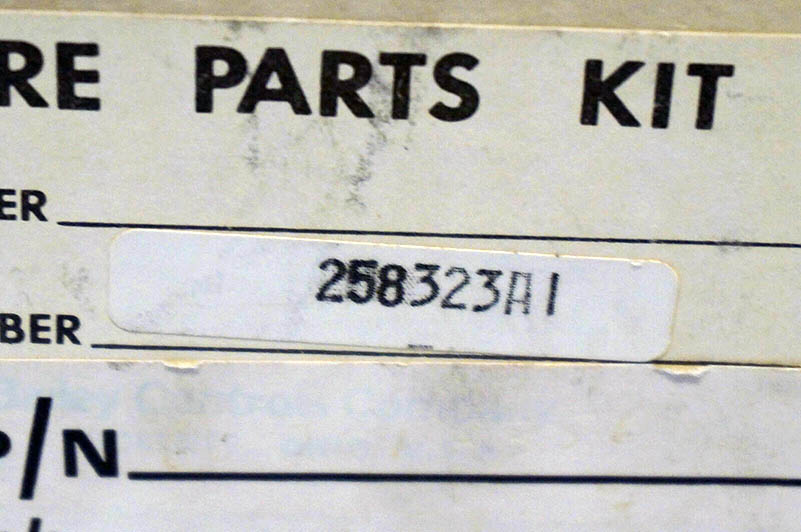 RE PARTS KIT
ER
258323A1
BER
P/N